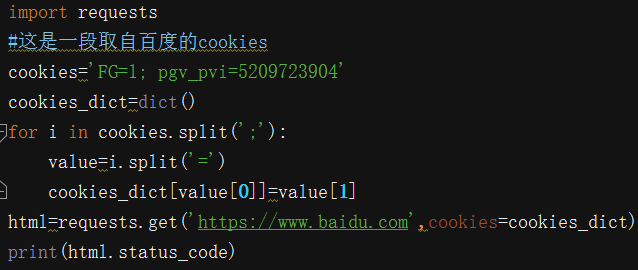 import requests
#这是一段取自百度的cookies
cookies='FG=1; pgv_pvi=5209723904'
cookies_dict=dict()
for i in cookies.split(';'):
    value=i.split('=')
    cookies_dict[value[0]]=value[1]
html=requests.get('https://www.baidu.com',cookies=cookies_dict)
print(html.status_code)